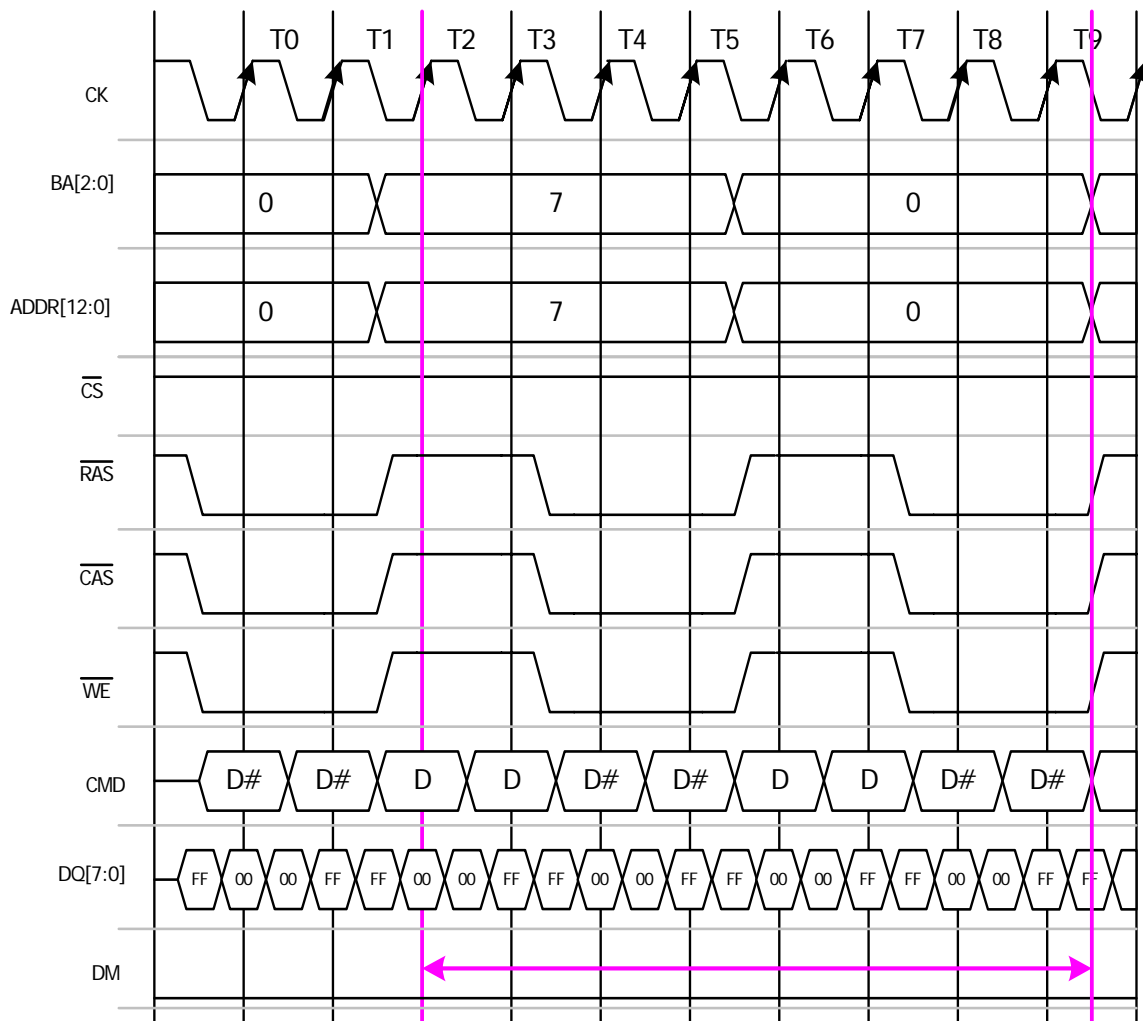 T0 T1 T2 T3 T4 T5 T6 T7 T8 T9
CK
BA[2:0] 0 7 0
ADDR[12:0] 0 7 0
CS
RAS
CAS
WE
CMD D# D# D D D# D# D D D# D#
DQ[7:0] FF 00 00 FF FF 00 00 FF FF 00 00 FF FF 00 00 FF FF 00 00 FF FF
DM